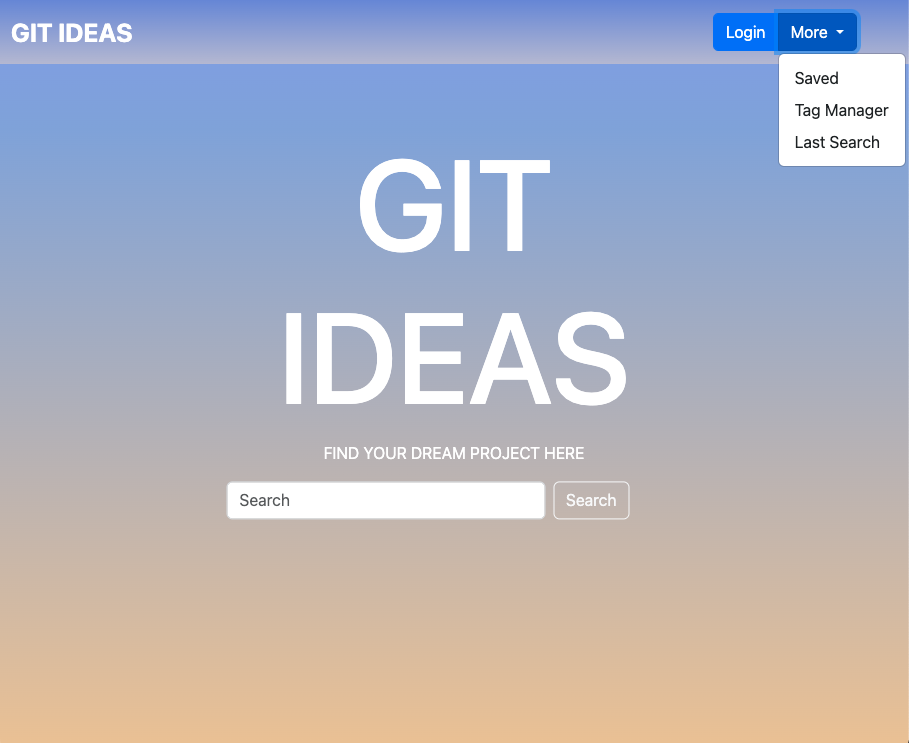 GIT IDEAS
Login
More
Saved
Tag Manager
Last Search
GIT
IDEAS
FIND YOUR DREAM PROJECT HERE
Search
Search